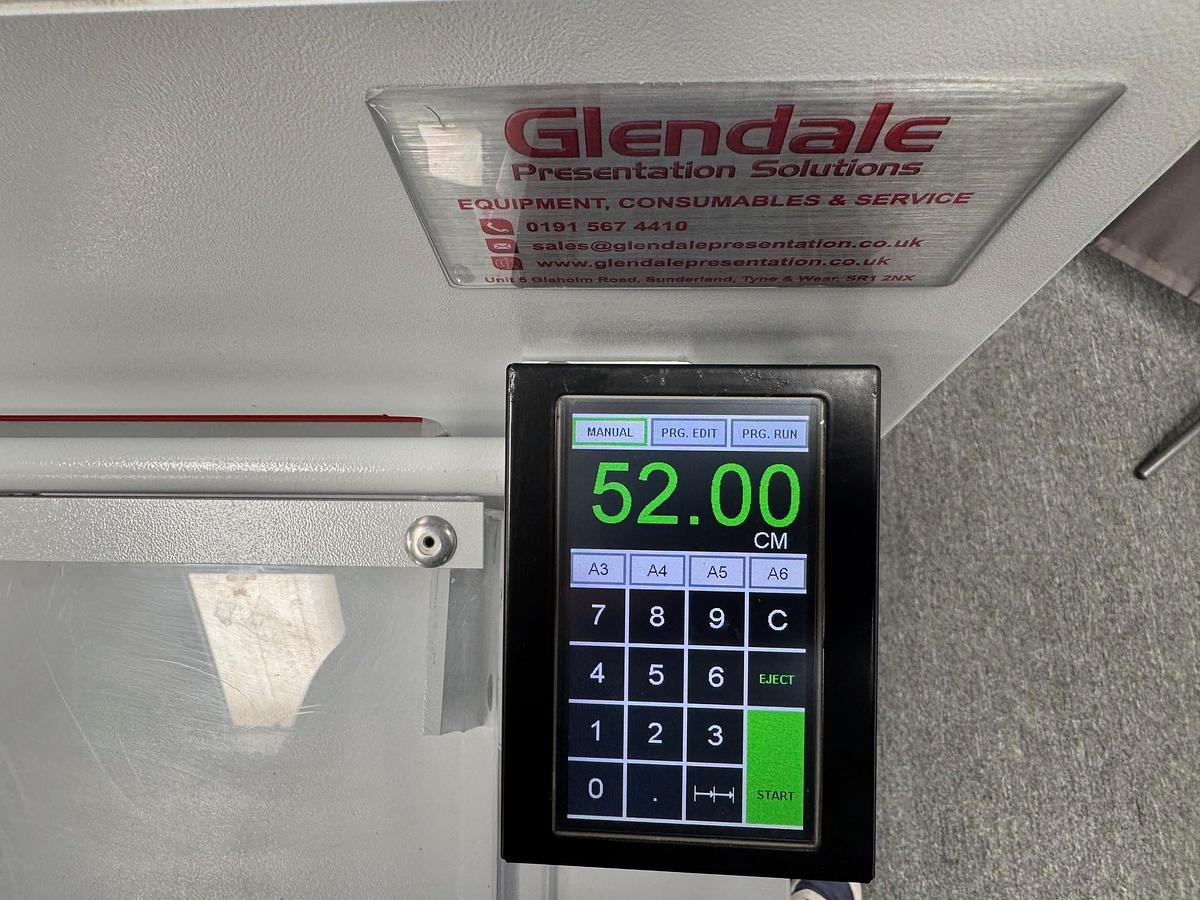 Glendale
Presentation Solutions
EQUIPMENT, CONSUMABLES & SERVICE
0191 567 4410
sales@glendalepresentation.co.uk
www.glendalepresentation.co.uk
Unit 5 Glaholm Road, Sunderland, Tyne & Wear, SR1 2NX
MANUAL PRG. EDIT PRG. RUN
52.00
CM
A3 A4 A5 A6
7 8 9 C
4 5 6 EJECT
1 2 3
0 . START